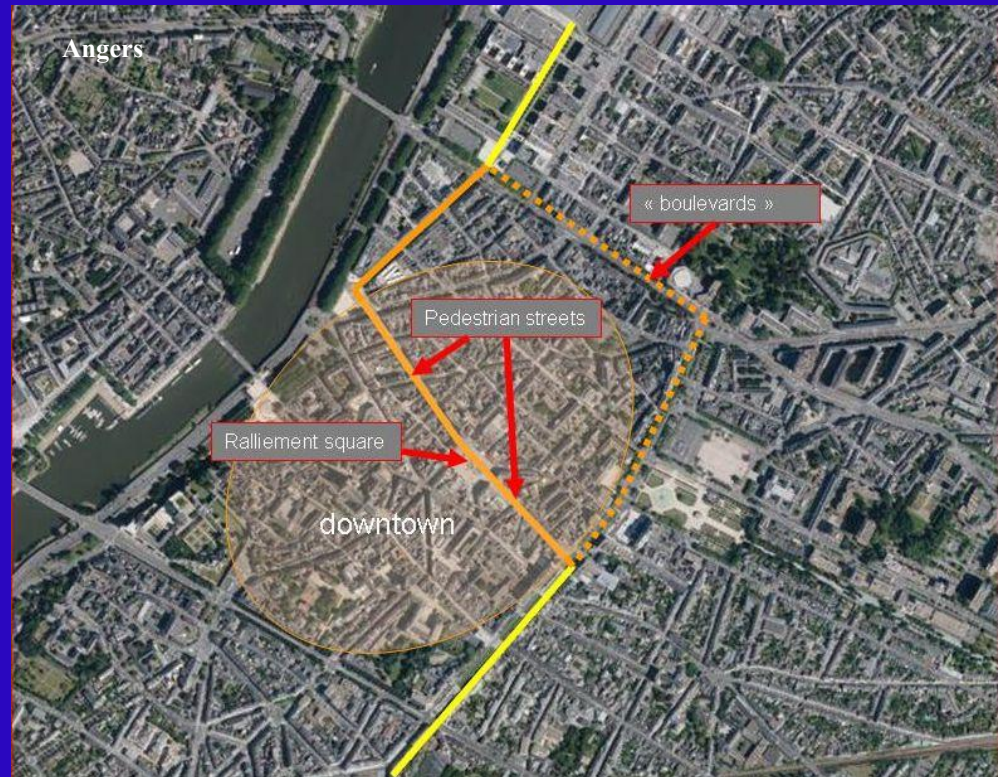 Angers
« boulevards »
Pedestrian streets
Ralliement square
downtown